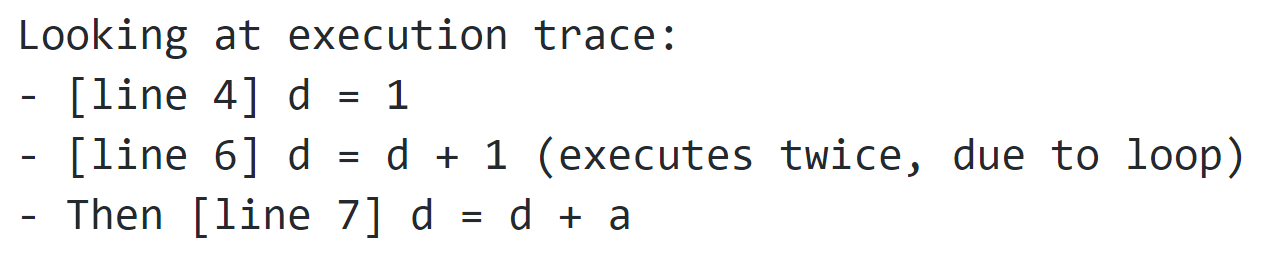 Looking at execution trace:
- [line 4] d = 1
- [line 6] d = d + 1 (executes twice, due to loop)
- Then [line 7] d = d + a